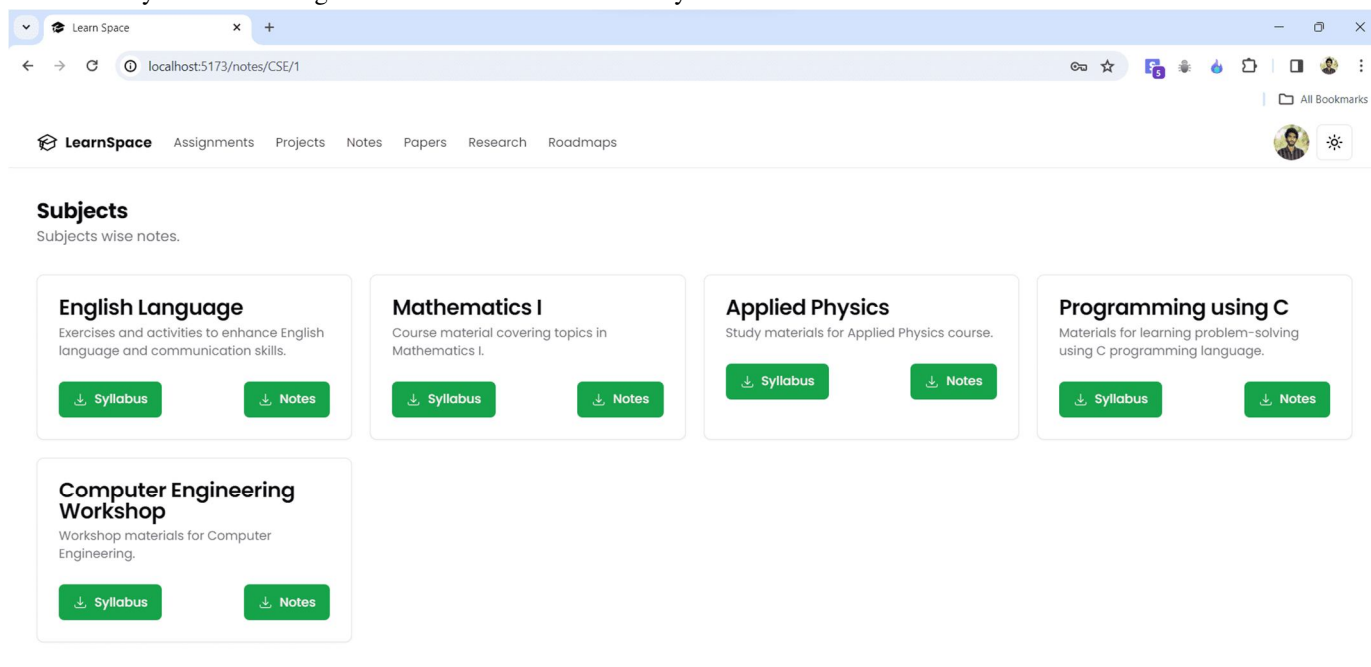 Learn Space
localhost:5173/notes/CSE/1
5
All Bookmarks
LearnSpace Assignments Projects Notes Papers Research Roadmaps
Subjects
Subjects wise notes.
English Language
Exercises and activities to enhance English
language and communication skills.
Syllabus Notes
Mathematics I
Course material covering topics in
Mathematics I.
Syllabus Notes
Applied Physics
Study materials for Applied Physics course.
Syllabus Notes
Programming using C
Materials for learning problem-solving
using C programming language.
Syllabus Notes
Computer Engineering
Workshop
Workshop materials for Computer
Engineering.
Syllabus Notes